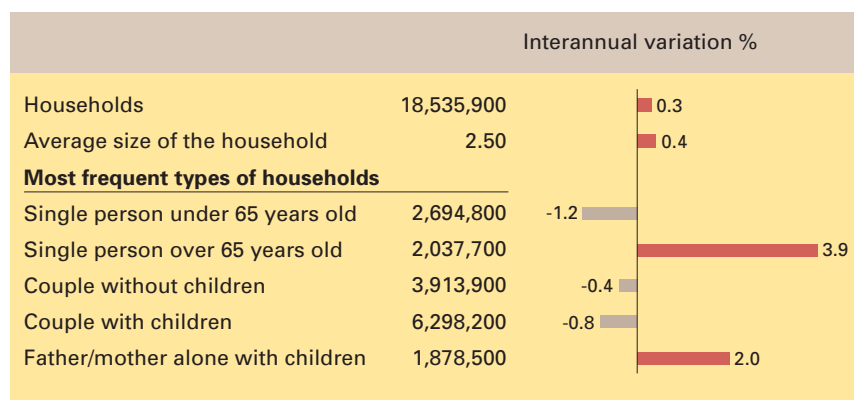 Interannual variation %
Households 18,535,900 0.3
Average size of the household 2.50 0.4
Most frequent types of households
Single person under 65 years old 2,694,800 -1.2
Single person over 65 years old 2,037,700 3.9
Couple without children 3,913,900 -0.4
Couple with children 6,298,200 -0.8
Father/mother alone with children 1,878,500 2.0